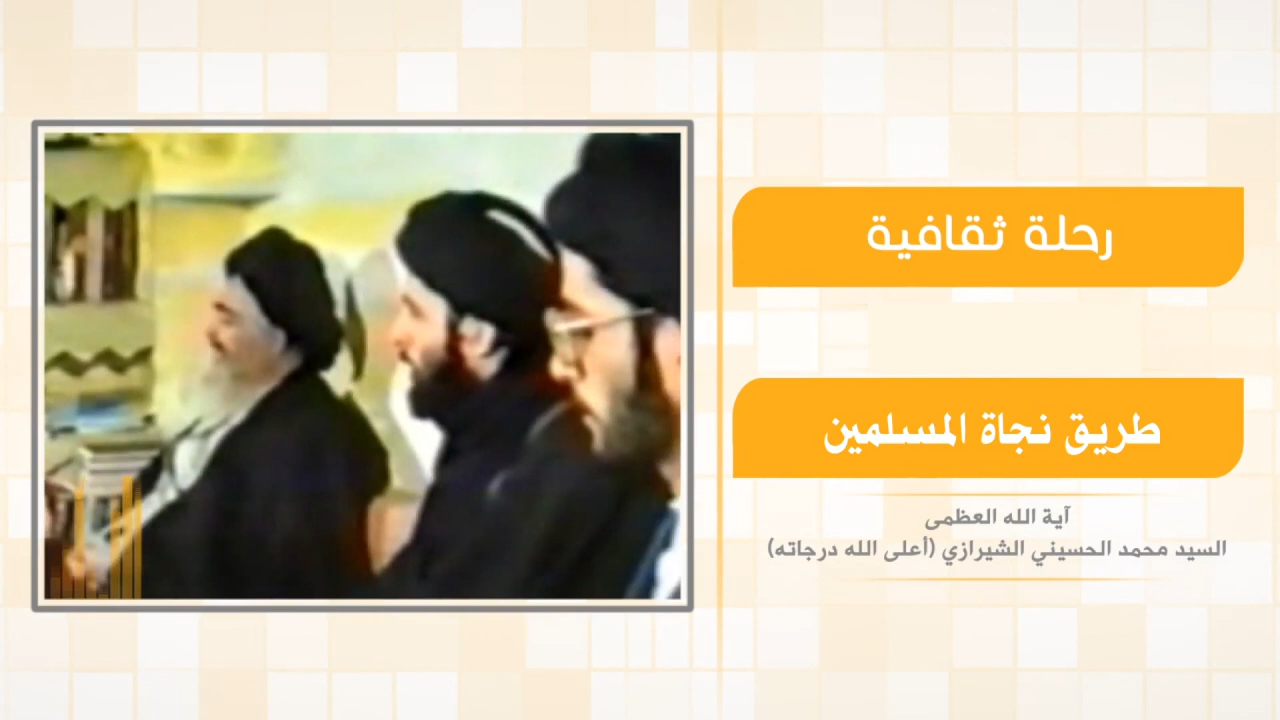 رحلة ثقافية
طريق نجاة المسلمين
آية الله العظمى
السيد محمد الحسيني الشيرازي (أعلى الله درجاته)